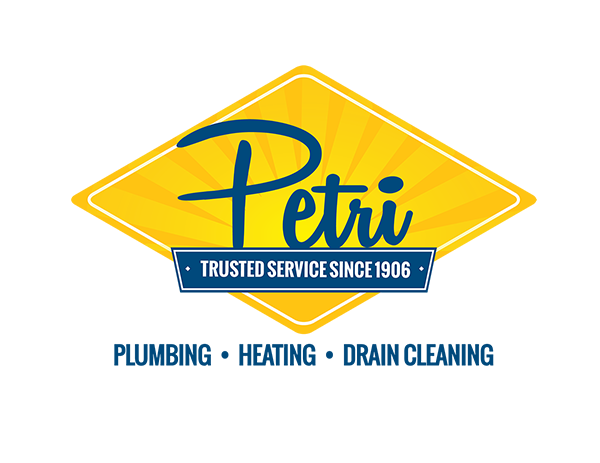 Petri
TRUSTED SERVICE SINCE 1906
PLUMBING • HEATING • DRAIN CLEANING